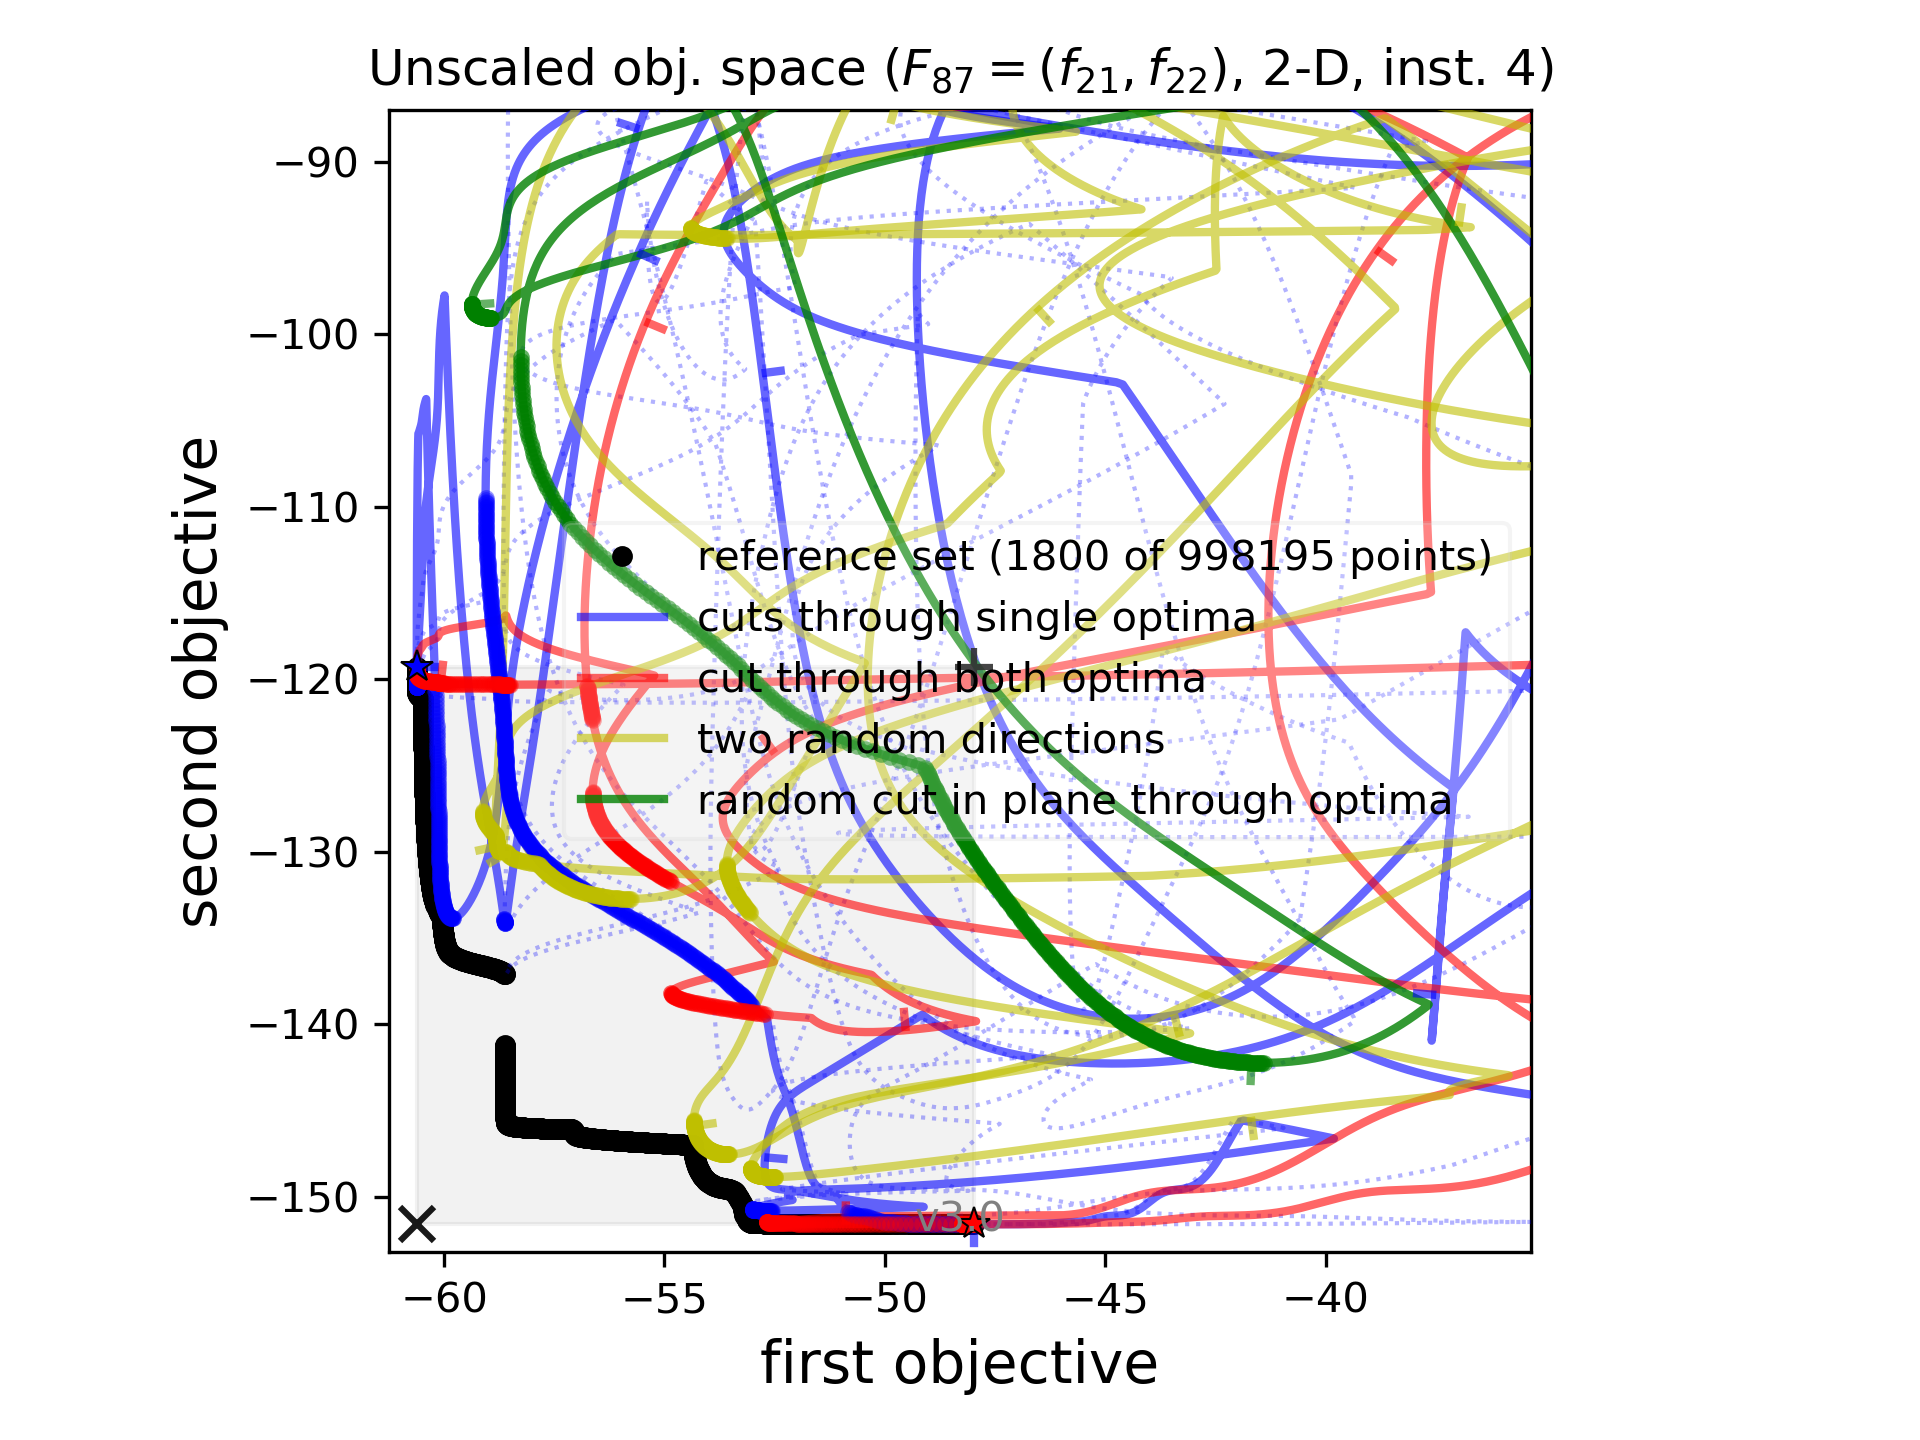 Unscaled obj. space (F₈₇ = (f₂₁, f₂₂), 2-D, inst. 4)
second objective
−90
−100
−110
−120
−130
−140
−150
reference set (1800 of 998195 points)
cuts through single optima
cut through both optima
two random directions
random cut in plane through optima
v3.0
−60
−55
−50
−45
−40
first objective